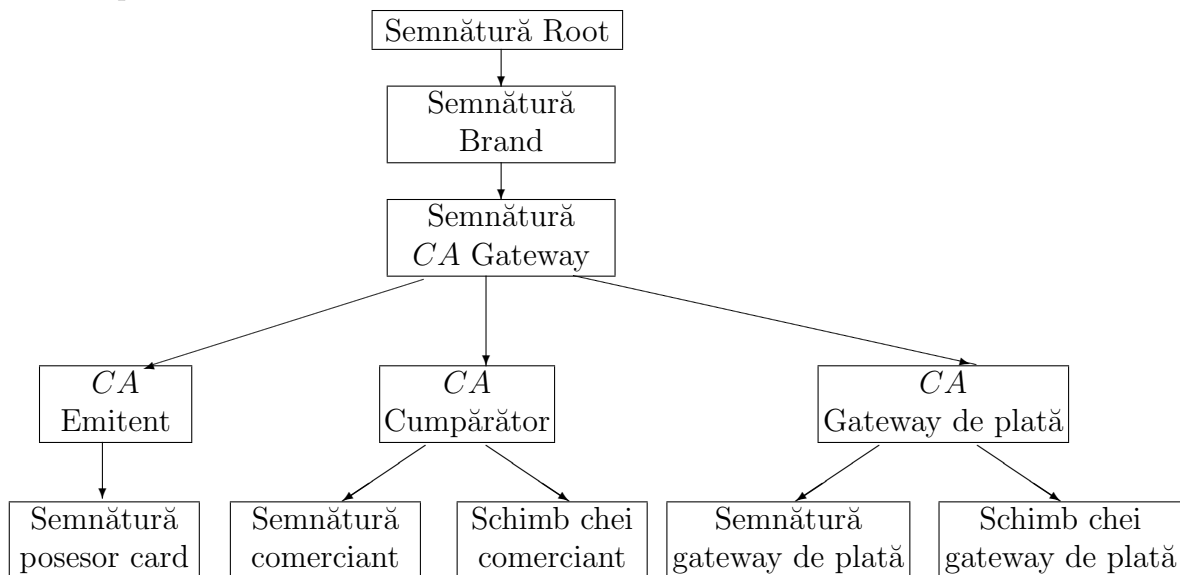 Semnătură Root
Semnătură
Brand
Semnătură
CA Gateway
CA
Emitent
CA
Cumpărător
CA
Gateway de plată
Semnătură
posesor card
Semnătură
comerciant
Schimb chei
comerciant
Semnătură
gateway de plată
Schimb chei
gateway de plată